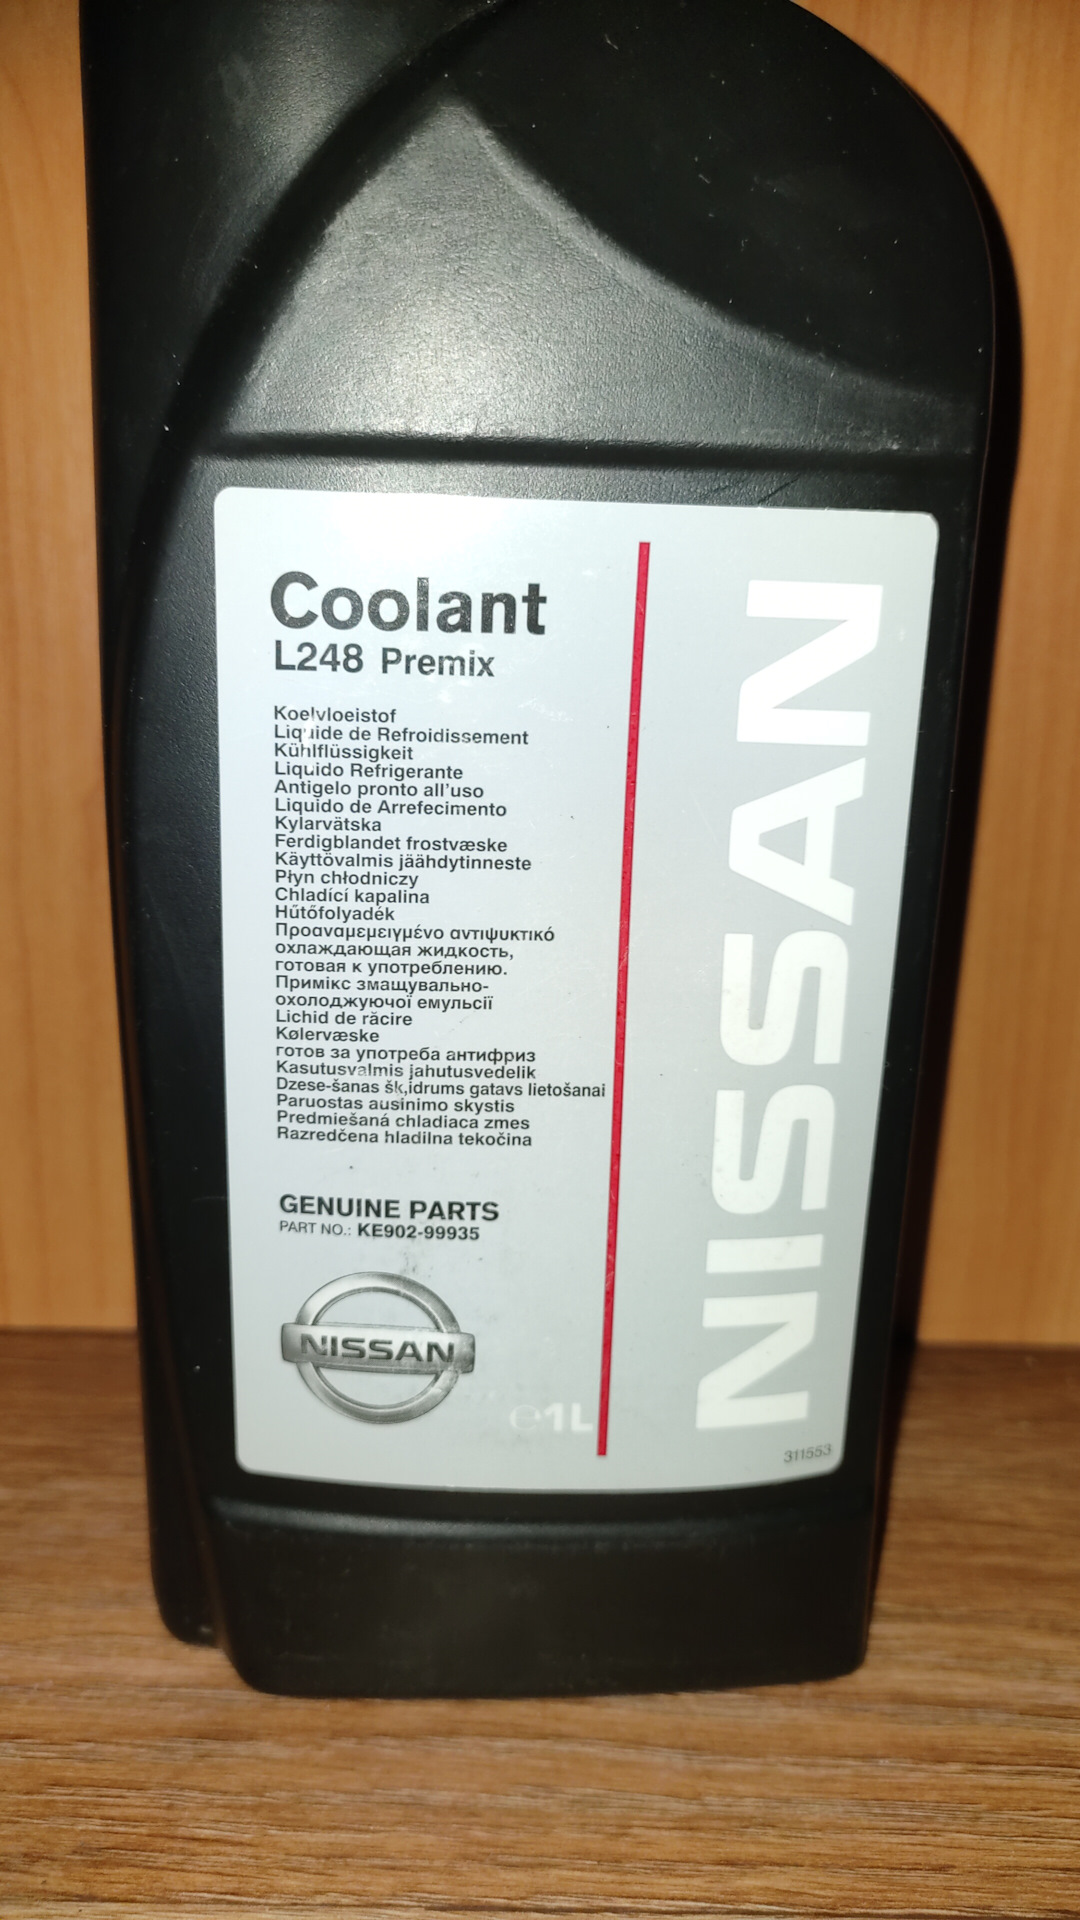 Coolant
L248 Premix
Koelvloeistof
Liquide de Refroidissement
Kühlflüssigkeit
Liquido Refrigerante
Antigelo pronto all'uso
Liquido de Arrefecimento
Kylarvätska
Ferdigblandet frostvæske
Käyttövalmis jäähdytinneste
Płyn chłodniczy
Chladící kapalina
Hűtőfolyadék
Προαναμεμειγμένο αντιψυκτικό
охлаждающая жидкость,
готовая к употреблению.
Примікс змащувально-
охолоджуючої емульсії
Lichid de răcire
Kølervæske
готов за употреба антифриз
Kasutusvalmis jahutusvedelik
Dzese-šanas šķ,idrums gatavs lietošanai
Paruostas ausinimo skystis
Predmiešaná chladiaca zmes
Razredčena hladilna tekočina
GENUINE PARTS
PART NO.: KE902-99935
NISSAN
℮1L
NISSAN
311553